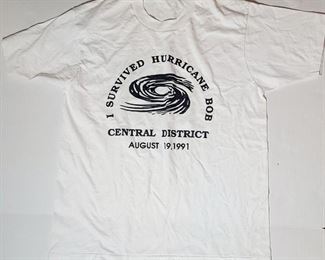 I SURVIVED HURRICANE BOB
CENTRAL DISTRICT
AUGUST 19,1991